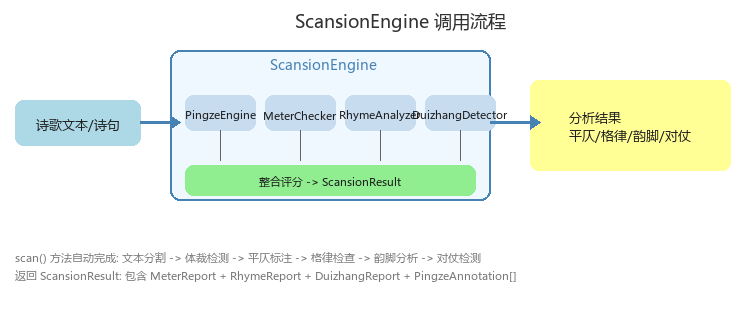 ScansionEngine 调用流程
ScansionEngine
诗歌文本/诗句
PingzeEngine
MeterChecker
RhymeAnalyzer
DuizhangDetector
整合评分 -> ScansionResult
分析结果
平仄/格律/韵脚/对仗
scan() 方法自动完成: 文本分割 -> 体裁检测 -> 平仄标注 -> 格律检查 -> 韵脚分析 -> 对仗检测
返回 ScansionResult: 包含 MeterReport + RhymeReport + DuizhangReport + PingzeAnnotation[]